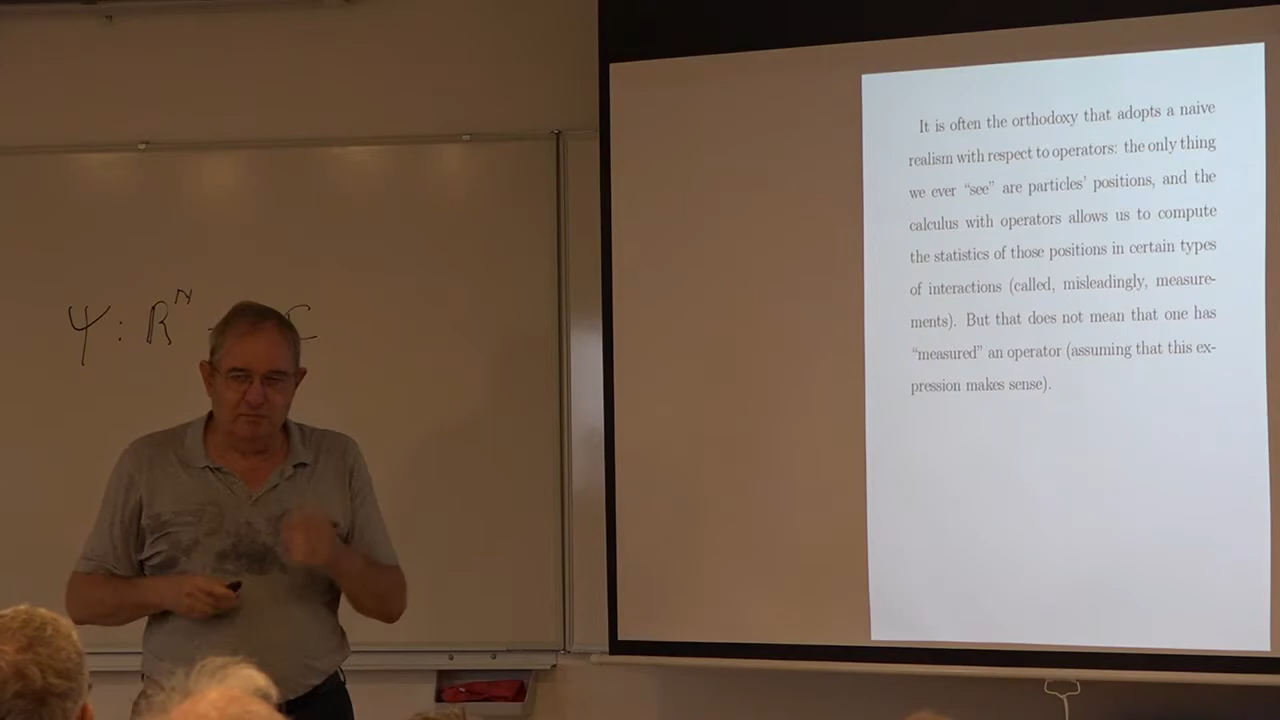 ψ : R^N → C
It is often the orthodoxy that adopts a naive
realism with respect to operators: the only thing
we ever “see” are particles’ positions, and the
calculus with operators allows us to compute
the statistics of those positions in certain types
of interactions (called, misleadingly, measure-
ments). But that does not mean that one has
“measured” an operator (assuming that this ex-
pression makes sense).